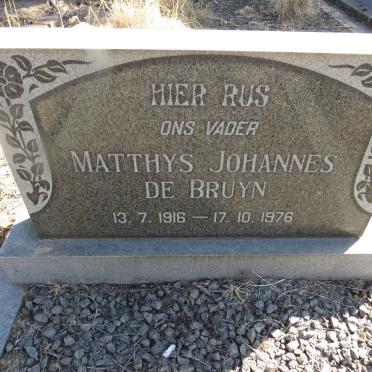 HIER RUS
ONS VADER
MATTHYS JOHANNES
DE BRUYN
13. 7. 1916 — 17. 10. 1976